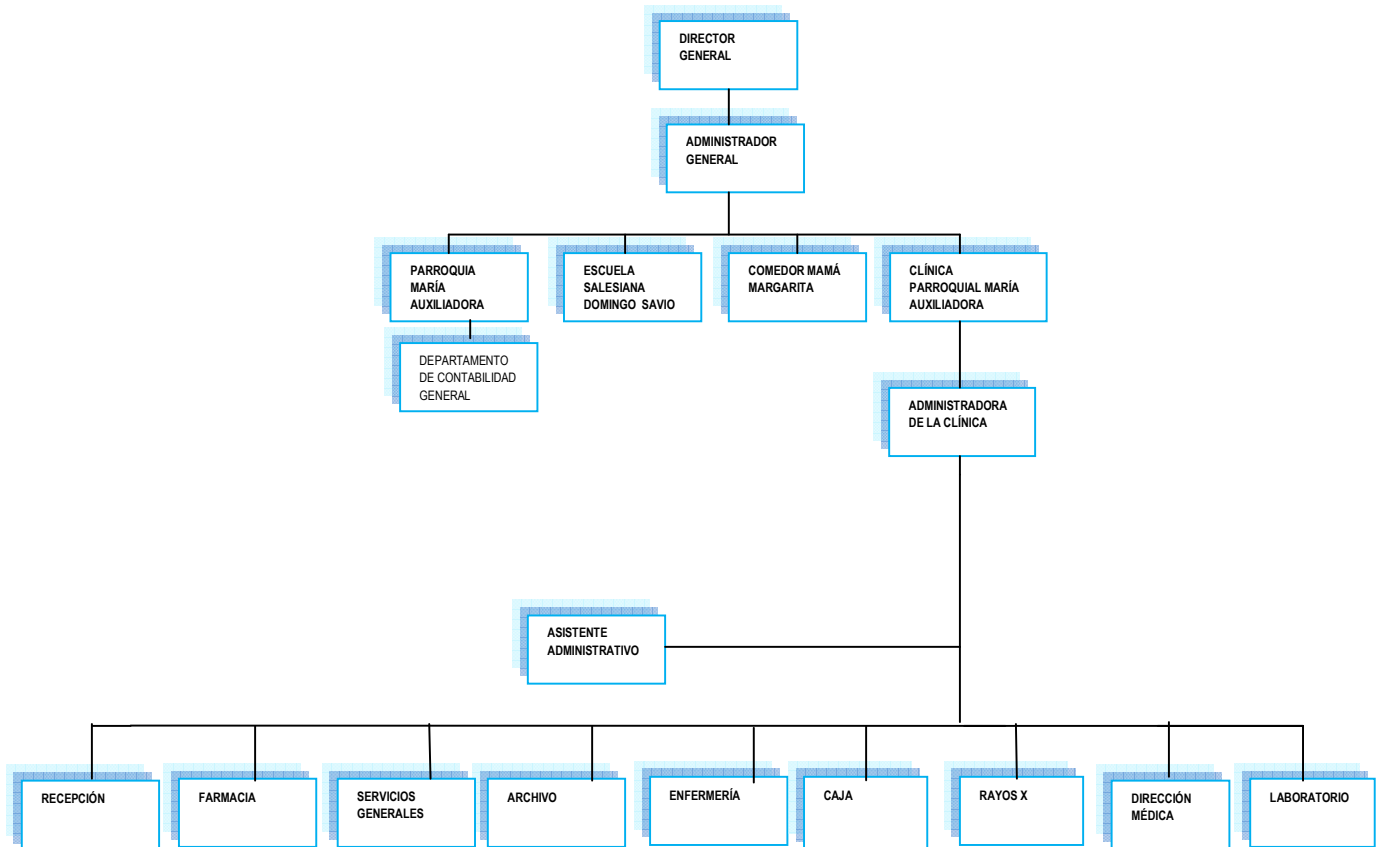 DIRECTOR
GENERAL
ADMINISTRADOR
GENERAL
PARROQUIA
MARÍA
AUXILIADORA
ESCUELA
SALESIANA
DOMINGO SAVIO
COMEDOR MAMÁ
MARGARITA
CLÍNICA
PARROQUIAL MARÍA
AUXILIADORA
DEPARTAMENTO
DE CONTABILIDAD
GENERAL
ADMINISTRADORA
DE LA CLÍNICA
ASISTENTE
ADMINISTRATIVO
RECEPCIÓN
FARMACIA
SERVICIOS
GENERALES
ARCHIVO
ENFERMERÍA
CAJA
RAYOS X
DIRECCIÓN
MÉDICA
LABORATORIO